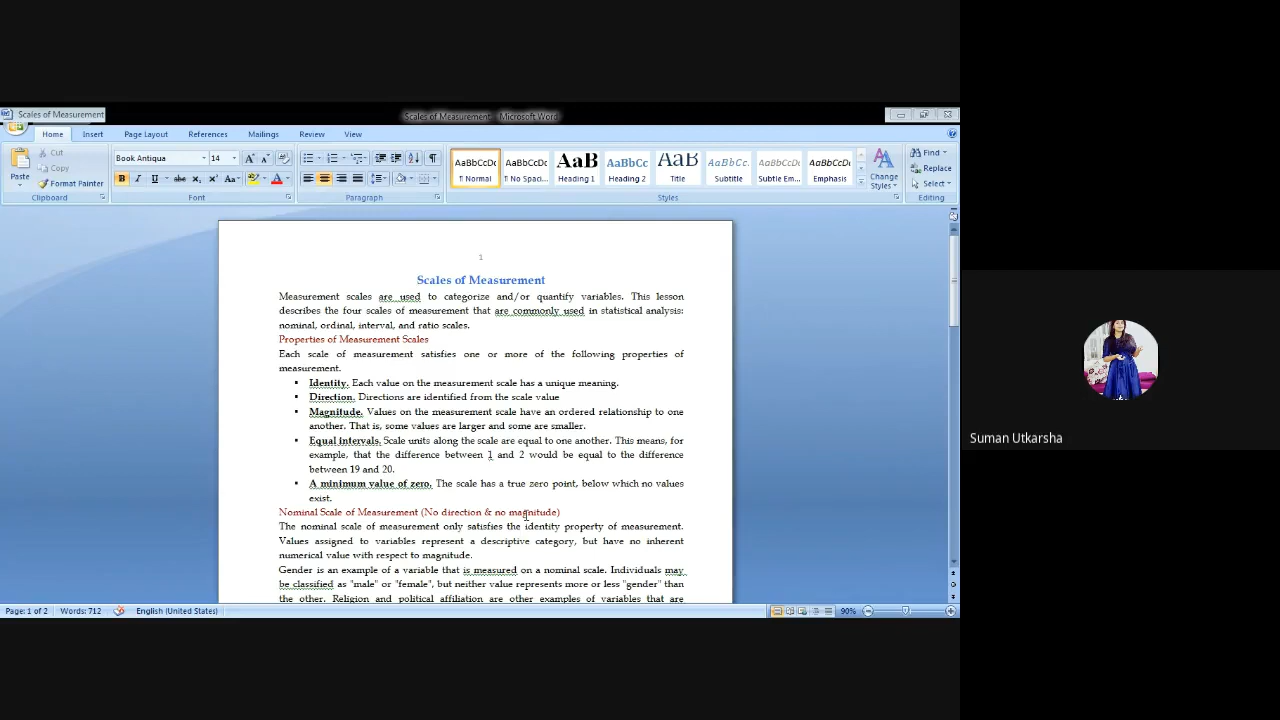 Scales of Measurement
Scales of Measurement - Microsoft Word
Home Insert Page Layout References Mailings Review View
Paste
Cut
Copy
Format Painter
Clipboard
Book Antiqua 14
Font
Paragraph
AaBbCcDc AaBbCcDc AaB AaBbCc AaB AaBbCc. AaBbCcDc AaBbCcDc
¶ Normal ¶ No Spaci... Heading 1 Heading 2 Title Subtitle Subtle Em... Emphasis
Change Styles
Styles
Find
Replace
Select
Editing
1
Scales of Measurement
Measurement scales are used to categorize and/or quantify variables. This lesson
describes the four scales of measurement that are commonly used in statistical analysis:
nominal, ordinal, interval, and ratio scales.
Properties of Measurement Scales
Each scale of measurement satisfies one or more of the following properties of
measurement.
▪ Identity. Each value on the measurement scale has a unique meaning.
▪ Direction. Directions are identified from the scale value
▪ Magnitude. Values on the measurement scale have an ordered relationship to one
another. That is, some values are larger and some are smaller.
▪ Equal intervals. Scale units along the scale are equal to one another. This means, for
example, that the difference between 1 and 2 would be equal to the difference
between 19 and 20.
▪ A minimum value of zero. The scale has a true zero point, below which no values
exist.
Nominal Scale of Measurement (No direction & no magnitude)
The nominal scale of measurement only satisfies the identity property of measurement.
Values assigned to variables represent a descriptive category, but have no inherent
numerical value with respect to magnitude.
Gender is an example of a variable that is measured on a nominal scale. Individuals may
be classified as "male" or "female", but neither value represents more or less "gender" than
the other. Religion and political affiliation are other examples of variables that are
Page: 1 of 2 Words: 712 English (United States) 90%
Suman Utkarsha